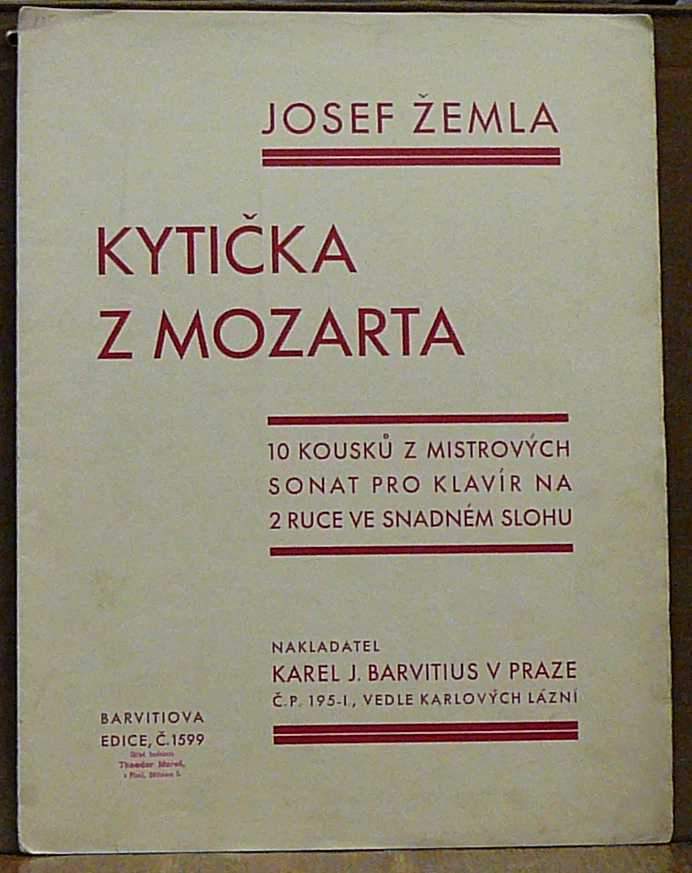 JOSEF ŽEMLA
KYTIČKA
Z MOZARTA
10 KOUSKŮ Z MISTROVÝCH
SONAT PRO KLAVÍR NA
2 RUCE VE SNADNÉM SLOHU
NAKLADATEL
KAREL J. BARVITIUS V PRAZE
Č.P. 195-I., VEDLE KARLOVÝCH LÁZNÍ
BARVITIOVA
EDICE, Č. 1599
Theodor